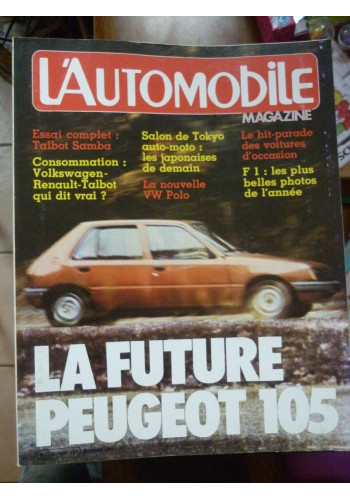 L'AUTOMOBILE
MAGAZINE
Essai complet :
Talbot Samba
Consommation :
Volkswagen-
Renault-Talbot
qui dit vrai ?
Salon de Tokyo
auto-moto :
les japonaises
de demain
La nouvelle
VW Polo
Le hit-parade
des voitures
d'occasion
F 1 : les plus
belles photos
de l'année
LA FUTURE
PEUGEOT 105